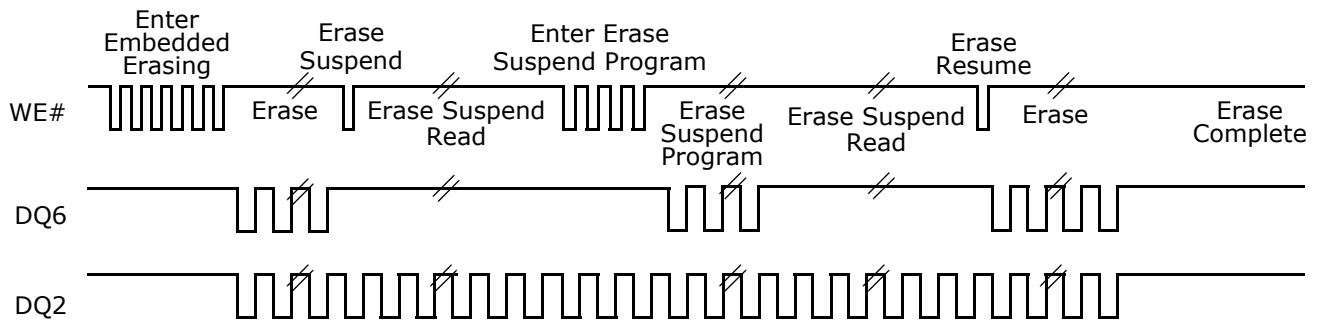 Enter
Embedded
Erasing
Erase
Suspend
Enter Erase
Suspend Program
Erase
Resume
WE#
Erase
Erase Suspend
Read
Erase
Suspend
Program
Erase Suspend
Read
Erase
Erase
Complete
DQ6
DQ2